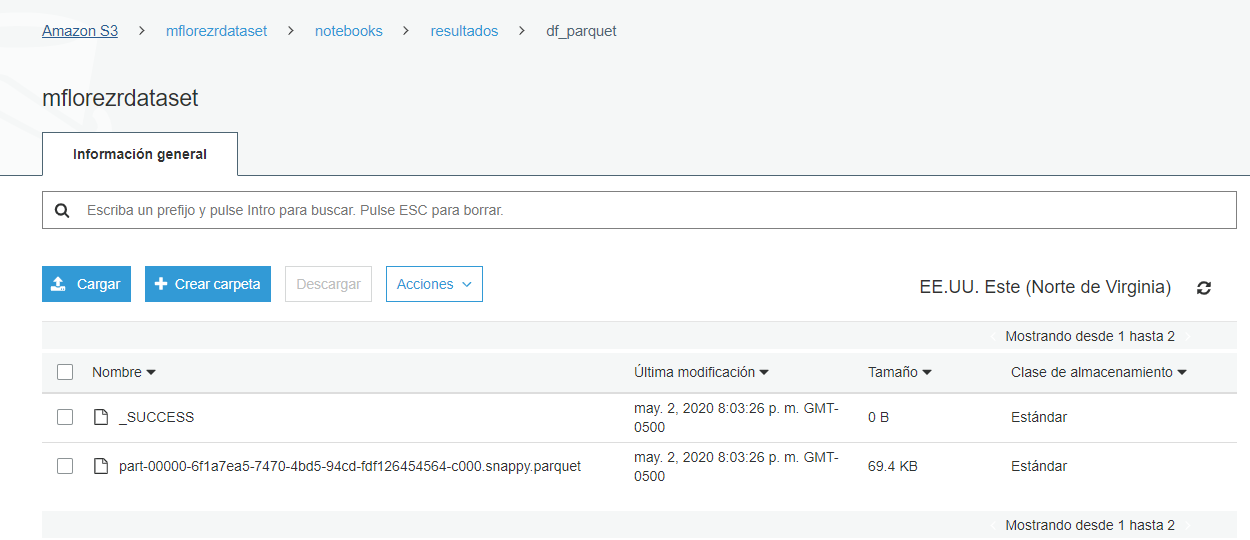 Amazon S3 > mflorezrdataset > notebooks > resultados > df_parquet
mflorezrdataset
Información general
Escriba un prefijo y pulse Intro para buscar. Pulse ESC para borrar.
Cargar Crear carpeta Descargar Acciones EE.UU. Este (Norte de Virginia)
Mostrando desde 1 hasta 2
Nombre Última modificación Tamaño Clase de almacenamiento
_SUCCESS may. 2, 2020 8:03:26 p. m. GMT- 0 B Estándar
0500
part-00000-6f1a7ea5-7470-4bd5-94cd-fdf126454564-c000.snappy.parquet may. 2, 2020 8:03:26 p. m. GMT- 69.4 KB Estándar
0500
Mostrando desde 1 hasta 2